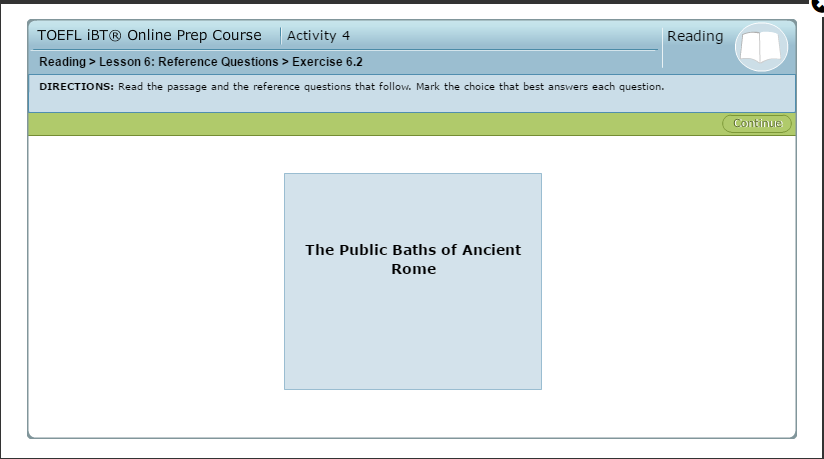 TOEFL iBT® Online Prep Course Activity 4 Reading
Reading > Lesson 6: Reference Questions > Exercise 6.2
DIRECTIONS: Read the passage and the reference questions that follow. Mark the choice that best answers each question.
Continue
The Public Baths of Ancient
Rome